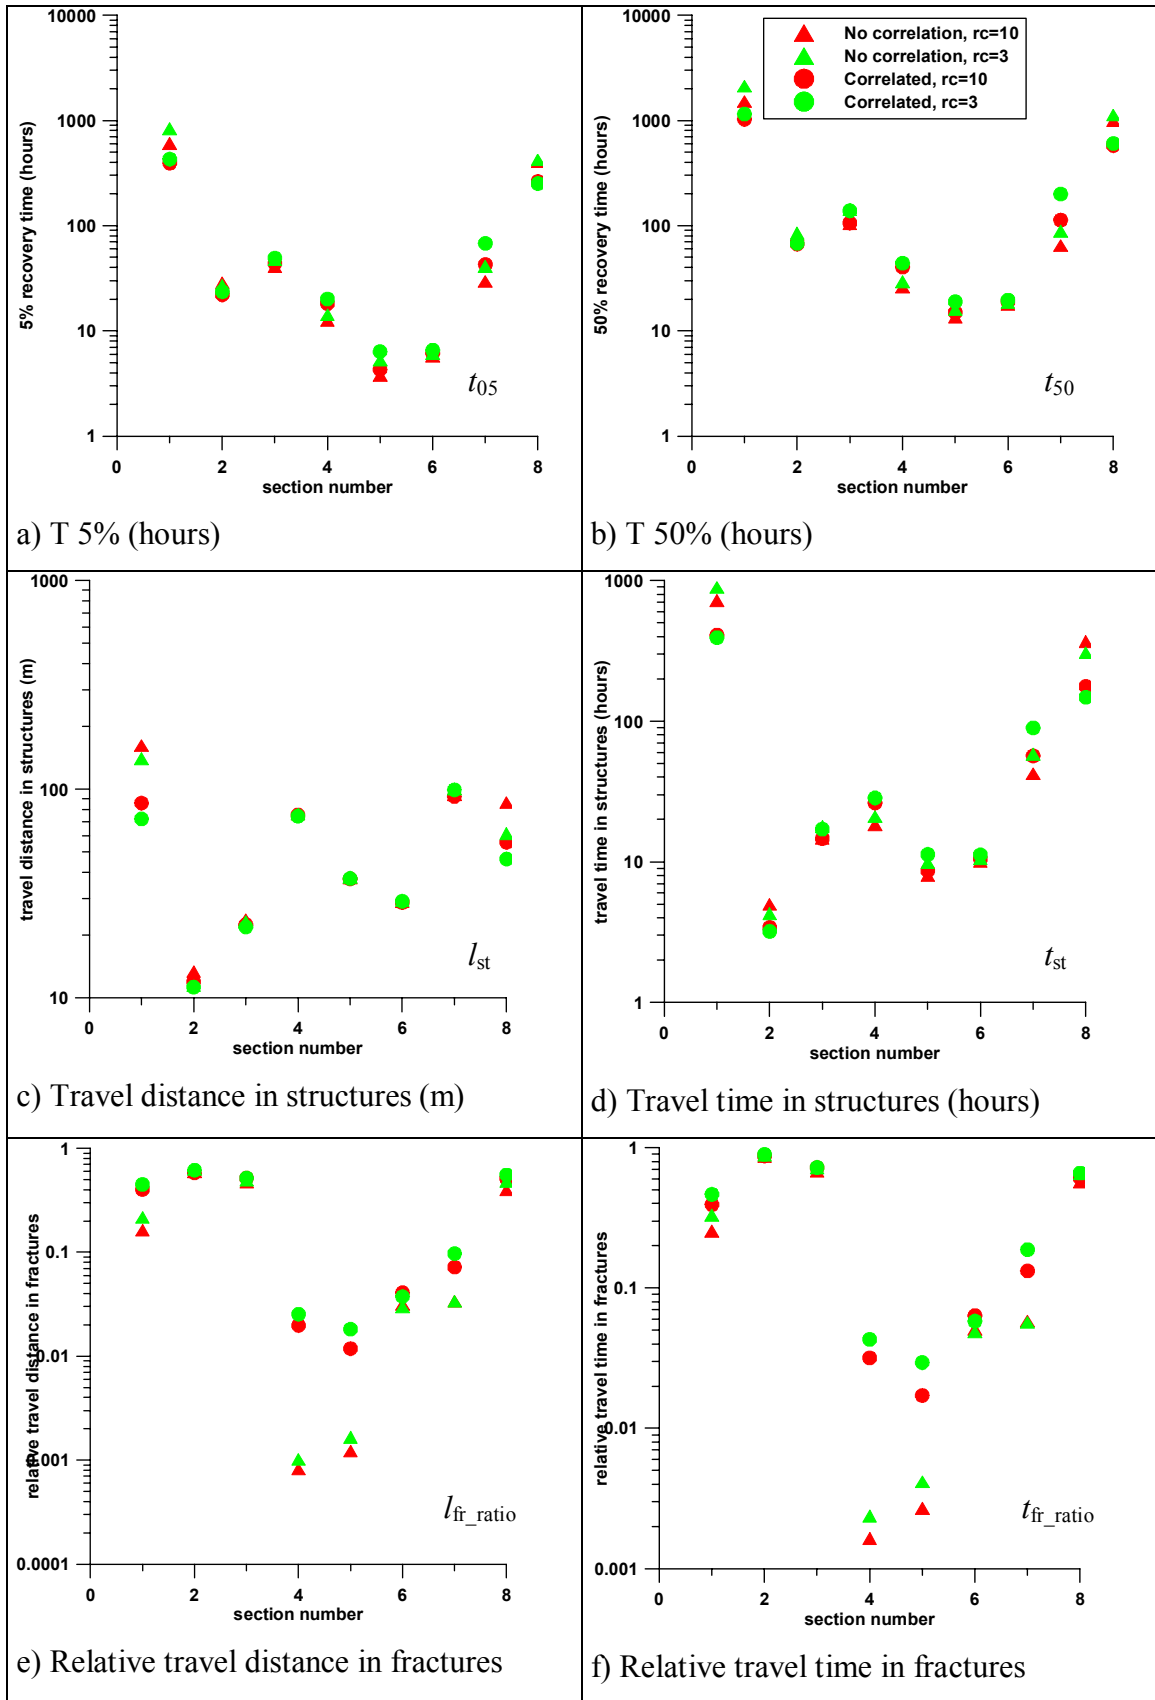 10000
1000
100
10
1
5% recovery time (hours)
t05
0 2 4 6 8
section number
a) T 5% (hours)
10000
1000
100
10
1
50% recovery time (hours)
No correlation, rc=10
No correlation, rc=3
Correlated, rc=10
Correlated, rc=3
t50
0 2 4 6 8
section number
b) T 50% (hours)
1000
100
10
travel distance in structures (m)
lst
0 2 4 6 8
section number
c) Travel distance in structures (m)
1000
100
10
1
travel time in structures (hours)
tst
0 2 4 6 8
section number
d) Travel time in structures (hours)
1
0.1
0.01
0.001
0.0001
relative travel distance in fractures
lfr_ratio
0 2 4 6 8
section number
e) Relative travel distance in fractures
1
0.1
0.01
0.001
relative travel time in fractures
tfr_ratio
0 2 4 6 8
section number
f) Relative travel time in fractures